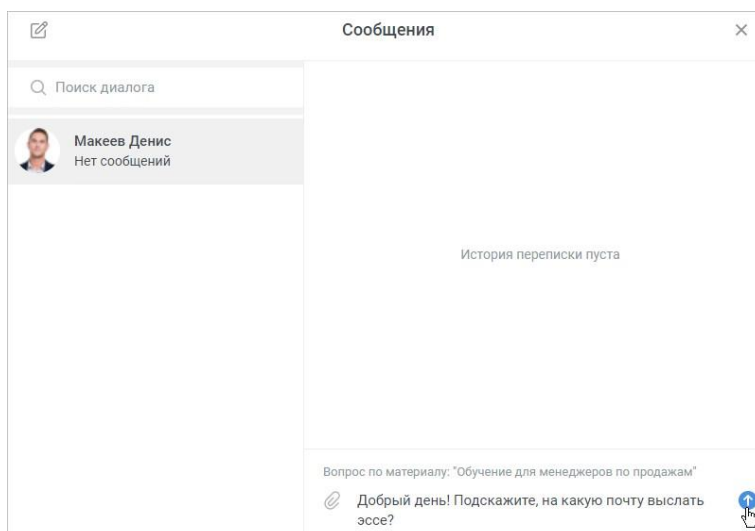 Сообщения
Поиск диалога
Макеев Денис
Нет сообщений
История переписки пуста
Вопрос по материалу: "Обучение для менеджеров по продажам"
Добрый день! Подскажите, на какую почту выслать
эссе?